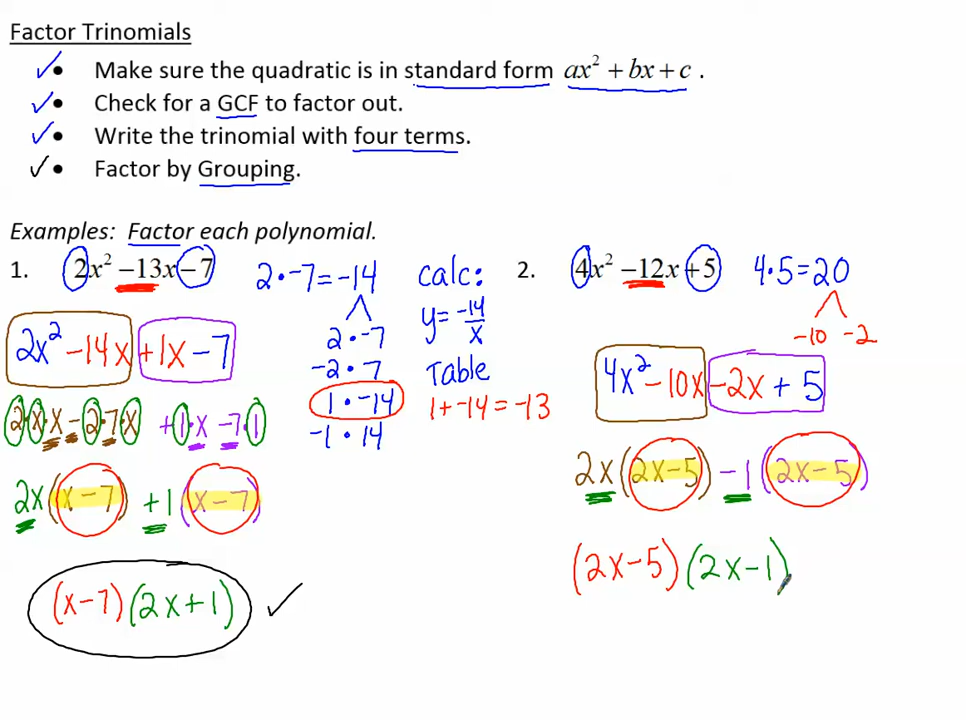 Factor Trinomials
✓• Make sure the quadratic is in standard form ax² + bx + c .
✓• Check for a GCF to factor out.
✓• Write the trinomial with four terms.
✓• Factor by Grouping.
Examples: Factor each polynomial.
1. 2x² −13x − 7
2·-7=-14
2·-7
-2·7
1·-14
-1·14
calc:
y=-14/x
Table
1+-14=-13
2x²-14x+1x-7
2·x·x-2·7·x +1·x-7·1
2x(x-7)+1(x-7)
(x-7)(2x+1) ✓
2. 4x² −12x + 5
4·5=20
-10 -2
4x²-10x-2x+5
2x(2x-5)-1(2x-5)
(2x-5)(2x-1)